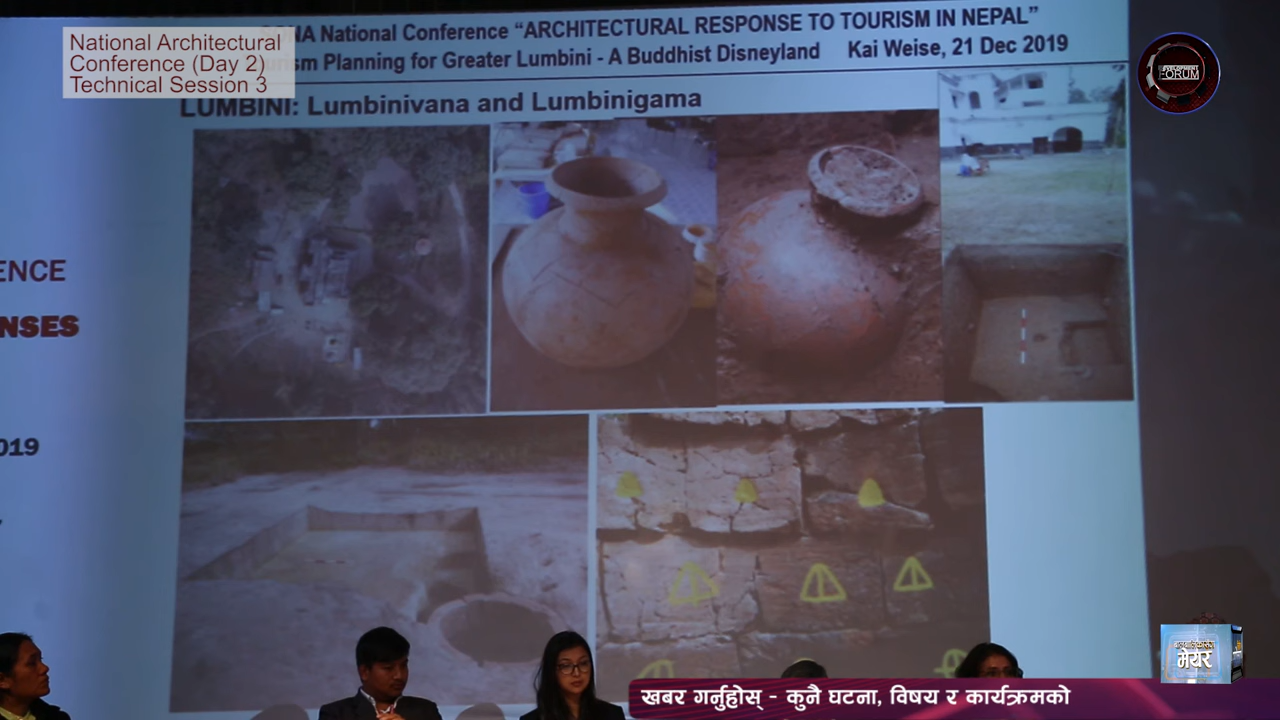 NA National Conference “ARCHITECTURAL RESPONSE TO TOURISM IN NEPAL”
National Architectural
Conference (Day 2)
Technical Session 3
Planning for Greater Lumbini - A Buddhist Disneyland Kai Weise, 21 Dec 2019
LUMBINI: Lumbinivana and Lumbinigama
FORUM
ENCE
NSES
019
मेयर
खबर गर्नुहोस् - कुनै घटना, विषय र कार्यक्रमको